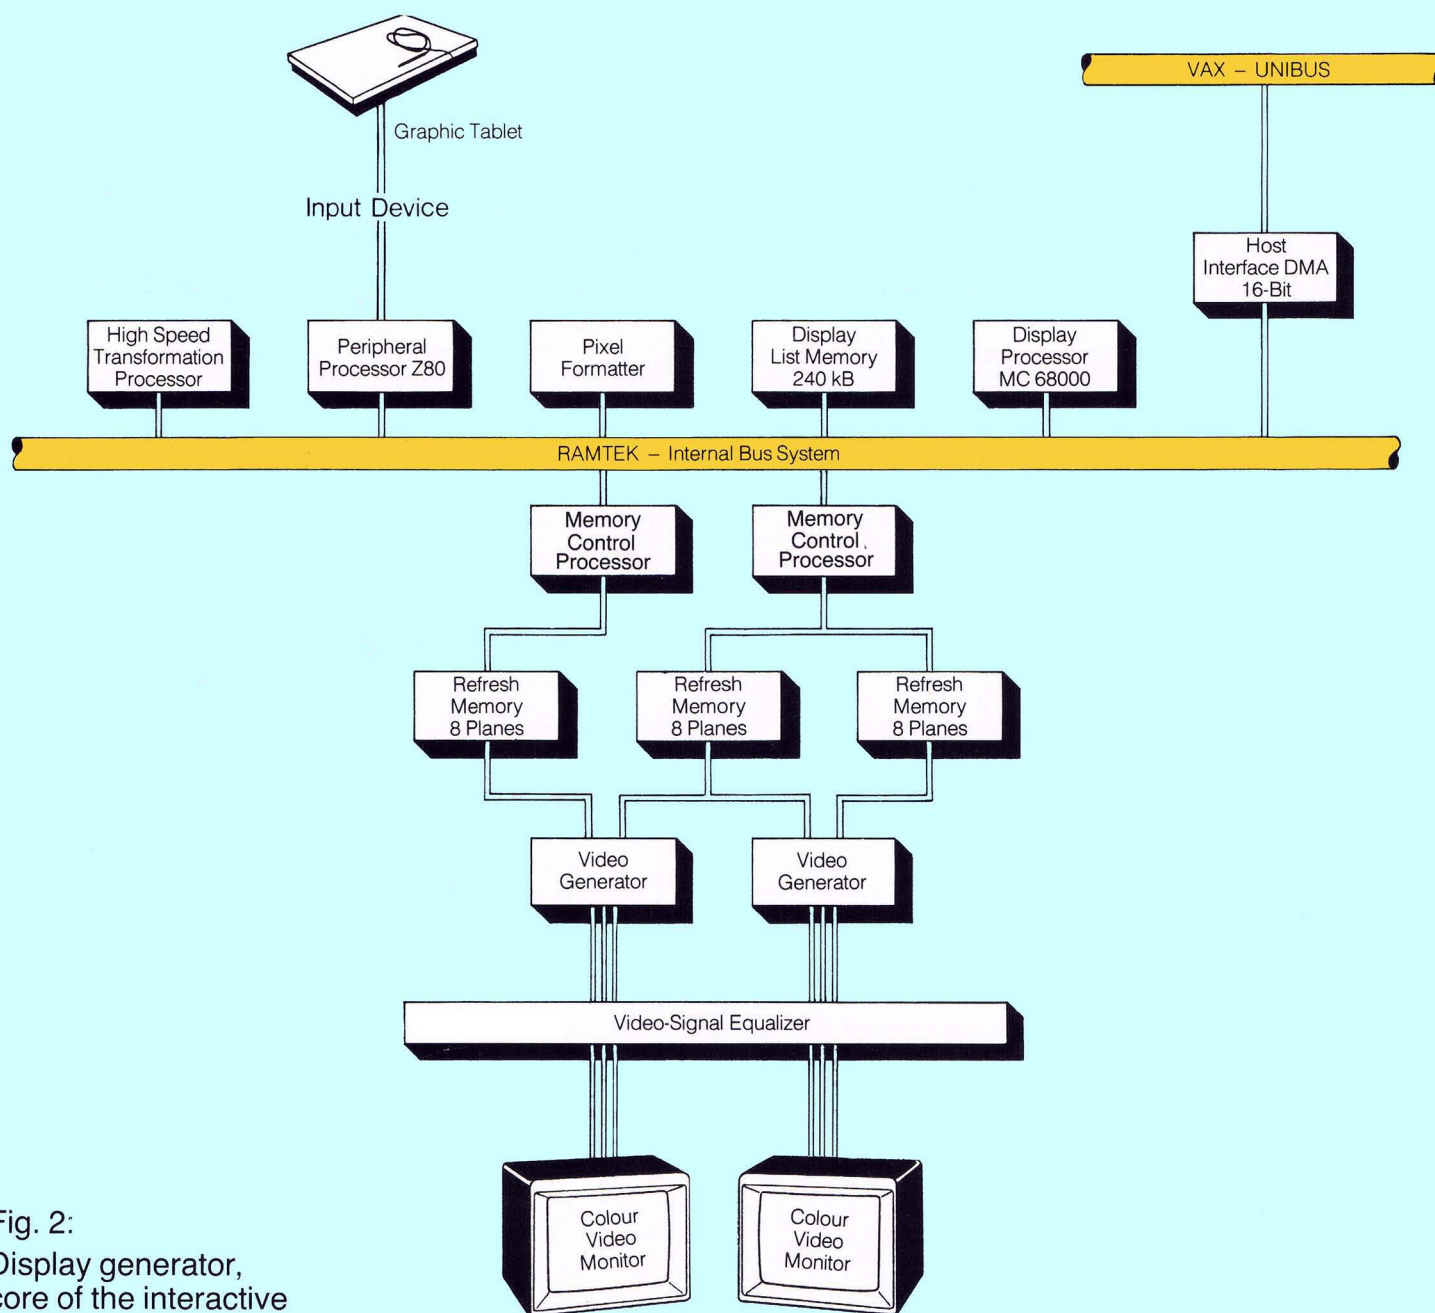 Graphic Tablet
Input Device
VAX – UNIBUS
Host
Interface DMA
16-Bit
High Speed
Transformation
Processor
Peripheral
Processor Z80
Pixel
Formatter
Display
List Memory
240 kB
Display
Processor
MC 68000
RAMTEK – Internal Bus System
Memory
Control
Processor
Memory
Control
Processor
Refresh
Memory
8 Planes
Refresh
Memory
8 Planes
Refresh
Memory
8 Planes
Video
Generator
Video
Generator
Video-Signal Equalizer
Colour
Video
Monitor
Colour
Video
Monitor
Fig. 2:
Display generator,
core of the interactive